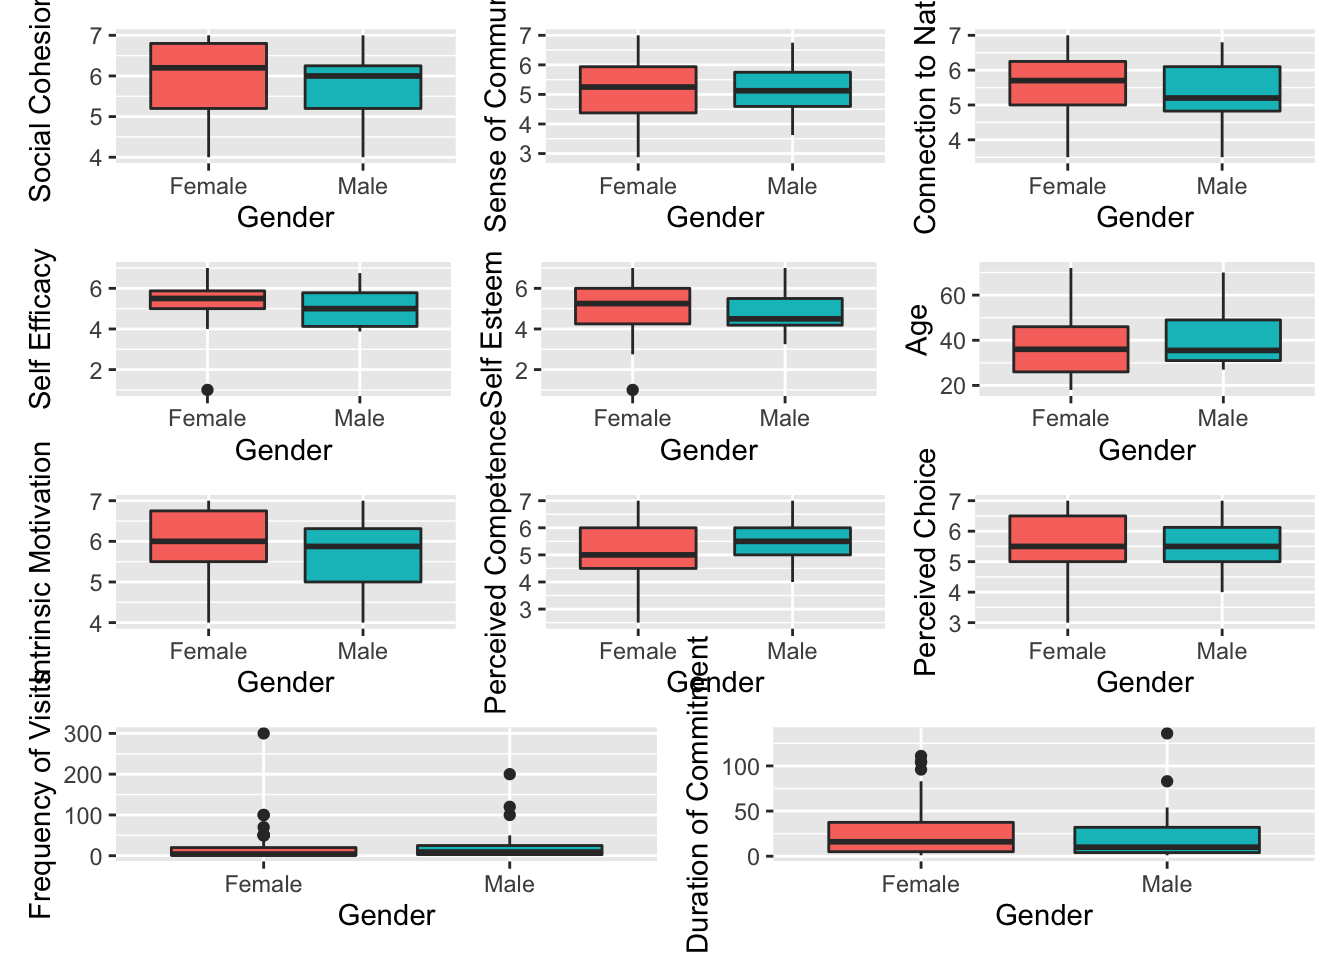 Social Cohesion
7
6
5
4
Female Male
Gender
Sense of Commun
7
6
5
4
3
Female Male
Gender
Connection to Nat
7
6
5
4
Female Male
Gender
Self Efficacy
6
4
2
Female Male
Gender
Self Esteem
6
4
2
Female Male
Gender
Age
60
40
20
Female Male
Gender
Intrinsic Motivation
7
6
5
4
Female Male
Gender
Perceived Competence
7
6
5
4
3
Female Male
Gender
Perceived Choice
7
6
5
4
3
Female Male
Gender
Frequency of Visits
300
200
100
0
Female Male
Gender
Duration of Commitment
100
50
0
Female Male
Gender